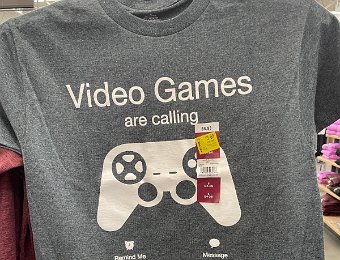 Video Games
are calling
Remind Me
Message